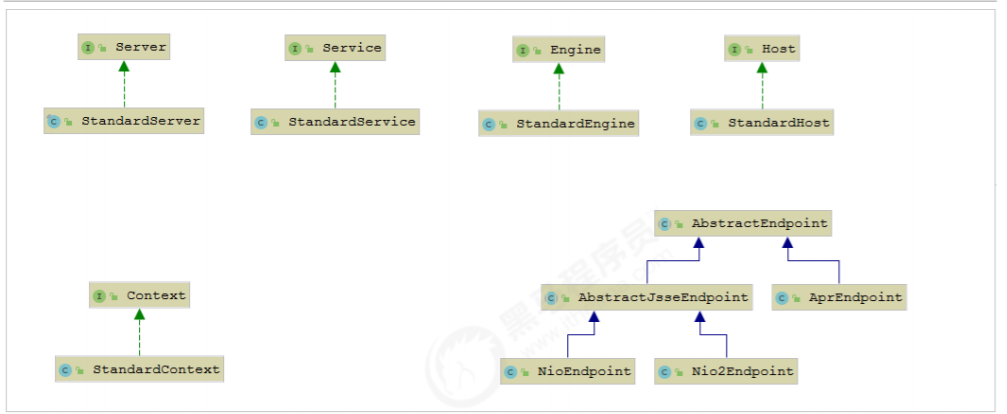 Server
Service
Engine
Host
StandardServer
StandardService
StandardEngine
StandardHost
AbstractEndpoint
Context
AbstractJsseEndpoint
AprEndpoint
StandardContext
NioEndpoint
Nio2Endpoint
黑马程序员